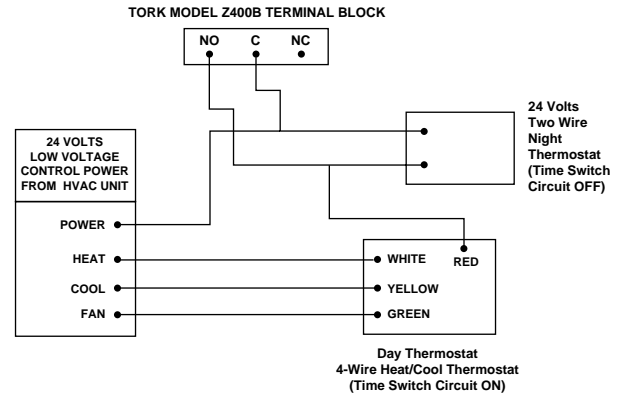 TORK MODEL Z400B TERMINAL BLOCK
NO C NC
24 Volts
Two Wire
Night
Thermostat
(Time Switch
Circuit OFF)
24 VOLTS
LOW VOLTAGE
CONTROL POWER
FROM HVAC UNIT
POWER
HEAT
COOL
FAN
WHITE RED
YELLOW
GREEN
Day Thermostat
4-Wire Heat/Cool Thermostat
(Time Switch Circuit ON)